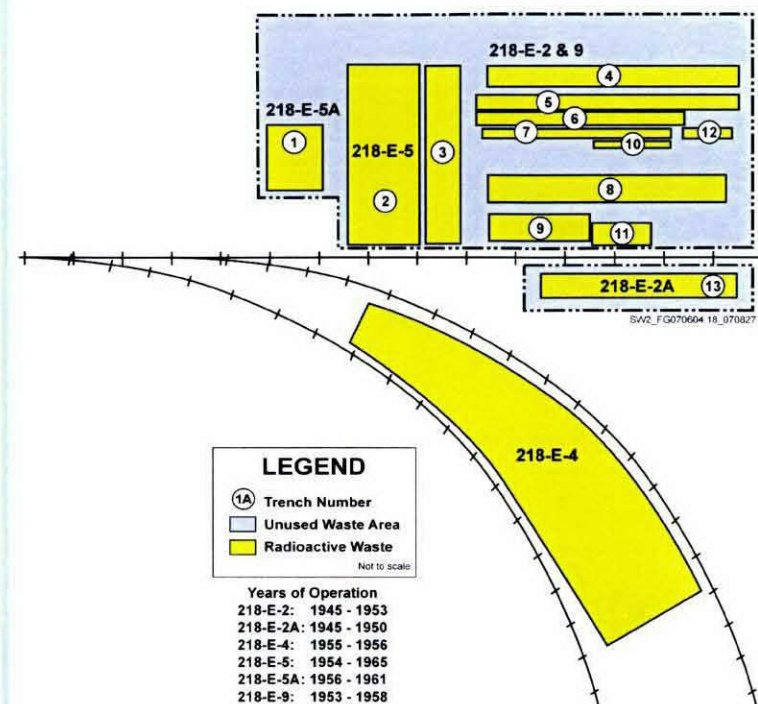 218-E-2 & 9
4
5
218-E-5A
6
7
12
1
218-E-5
3
10
8
2
9
11
218-E-2A
13
SW2_FG070604.18_070827
218-E-4
LEGEND
1A Trench Number
Unused Waste Area
Radioactive Waste
Not to scale
Years of Operation
218-E-2: 1945 - 1953
218-E-2A: 1945 - 1950
218-E-4: 1955 - 1956
218-E-5: 1954 - 1965
218-E-5A: 1956 - 1961
218-E-9: 1953 - 1958